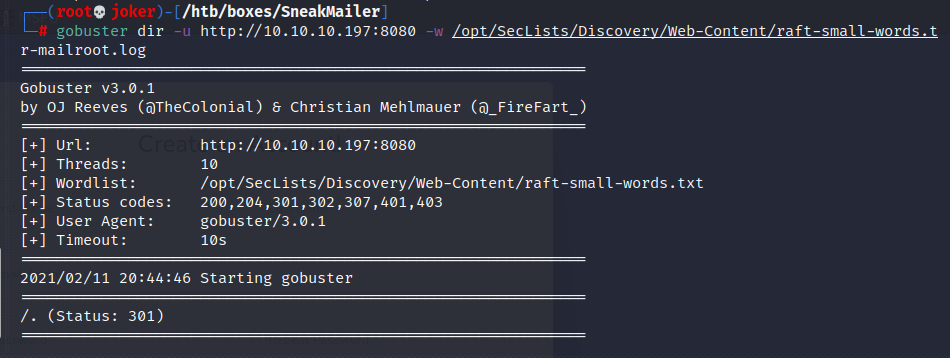 ┌──(root💀joker)-[/htb/boxes/SneakMailer]
└─# gobuster dir -u http://10.10.10.197:8080 -w /opt/SecLists/Discovery/Web-Content/raft-small-words.t
r-mailroot.log
===============================================================
Gobuster v3.0.1
by OJ Reeves (@TheColonial) & Christian Mehlmauer (@_FireFart_)
===============================================================
[+] Url:            http://10.10.10.197:8080
[+] Threads:        10
[+] Wordlist:       /opt/SecLists/Discovery/Web-Content/raft-small-words.txt
[+] Status codes:   200,204,301,302,307,401,403
[+] User Agent:     gobuster/3.0.1
[+] Timeout:        10s
===============================================================
2021/02/11 20:44:46 Starting gobuster
===============================================================
/. (Status: 301)
===============================================================